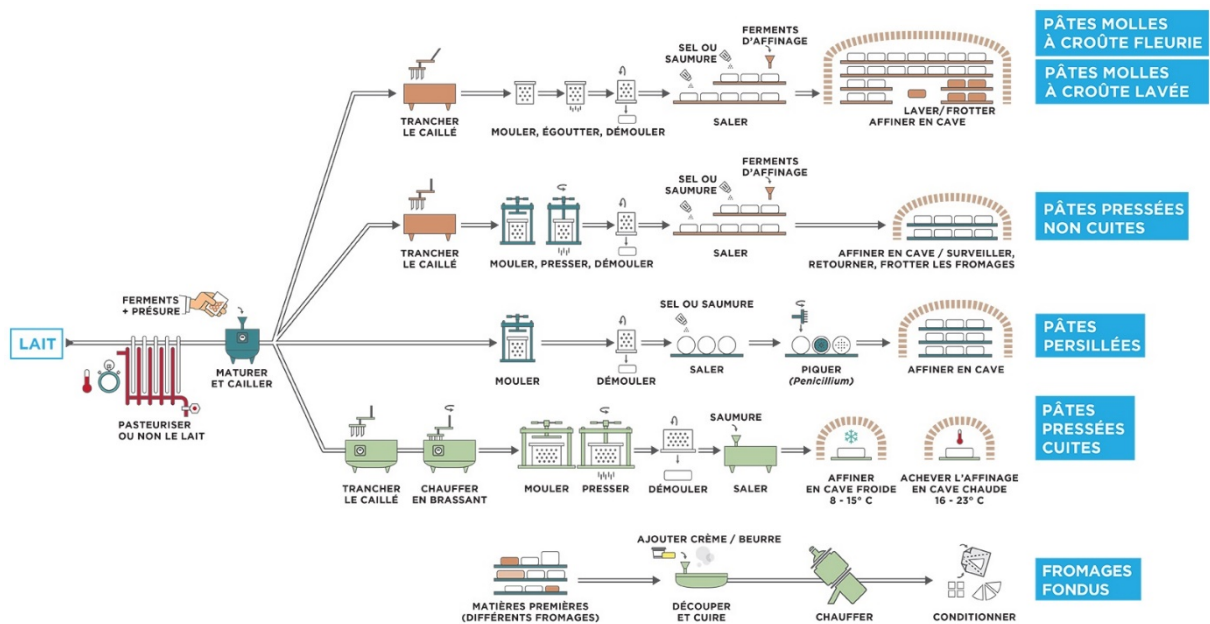 PÂTES MOLLES
À CROÛTE FLEURIE
PÂTES MOLLES
À CROÛTE LAVÉE
FERMENTS
D'AFFINAGE
SEL OU
SAUMURE
TRANCHER
LE CAILLÉ
MOULER, ÉGOUTTER, DÉMOULER
SALER
LAVER/FROTTER
AFFINER EN CAVE
FERMENTS
D'AFFINAGE
SEL OU
SAUMURE
TRANCHER
LE CAILLÉ
MOULER, PRESSER, DÉMOULER
SALER
AFFINER EN CAVE / SURVEILLER,
RETOURNER, FROTTER LES FROMAGES
PÂTES PRESSÉES
NON CUITES
LAIT
FERMENTS
+ PRÉSURE
PASTEURISER
OU NON LE LAIT
MATURER
ET CAILLER
SEL OU SAUMURE
MOULER
DÉMOULER
SALER
PIQUER
(Penicillium)
AFFINER EN CAVE
PÂTES
PERSILLÉES
SAUMURE
TRANCHER
LE CAILLÉ
CHAUFFER
EN BRASSANT
MOULER
PRESSER
DÉMOULER
SALER
AFFINER
EN CAVE FROIDE
8 - 15° C
ACHEVER L'AFFINAGE
EN CAVE CHAUDE
16 - 23° C
PÂTES
PRESSÉES
CUITES
AJOUTER CRÈME / BEURRE
MATIÈRES PREMIÈRES
(DIFFÉRENTS FROMAGES)
DÉCOUPER
ET CUIRE
CHAUFFER
CONDITIONNER
FROMAGES
FONDUS